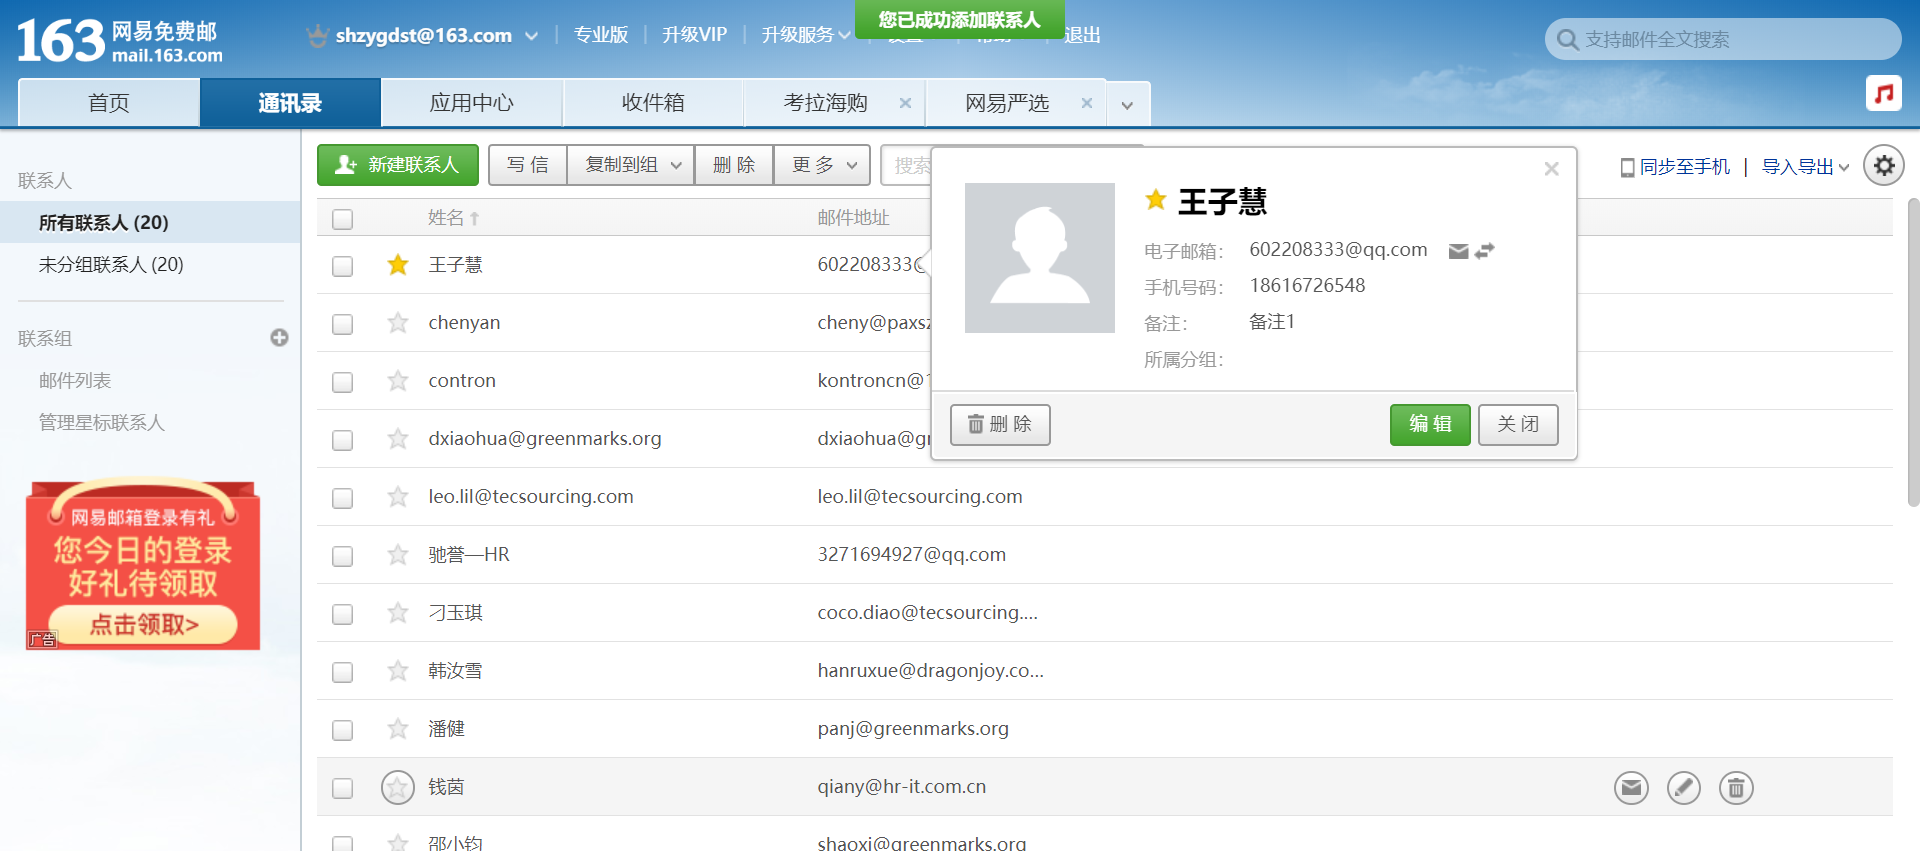 163 网易免费邮
mail.163.com
shzygdst@163.com
专业版
升级VIP
升级服务
您已成功添加联系人
退出
支持邮件全文搜索
首页
通讯录
应用中心
收件箱
考拉海购
网易严选
联系人
所有联系人 (20)
未分组联系人 (20)
联系组
邮件列表
管理星标联系人
网易邮箱登录有礼
您今日的登录
好礼待领取
点击领取>
广告
新建联系人
写 信
复制到组
删 除
更 多
搜索
同步至手机 | 导入导出
姓名
邮件地址
王子慧
602208333@
chenyan
cheny@paxsz
contron
kontroncn@1
dxiaohua@greenmarks.org
dxiaohua@gr
leo.lil@tecsourcing.com
leo.lil@tecsourcing.com
驰誉—HR
3271694927@qq.com
刁玉琪
coco.diao@tecsourcing....
韩汝雪
hanruxue@dragonjoy.co...
潘健
panj@greenmarks.org
钱茵
qiany@hr-it.com.cn
邵小钧
shaoxj@greenmarks.org
王子慧
电子邮箱： 602208333@qq.com
手机号码： 18616726548
备注： 备注1
所属分组：
删 除
编 辑
关 闭